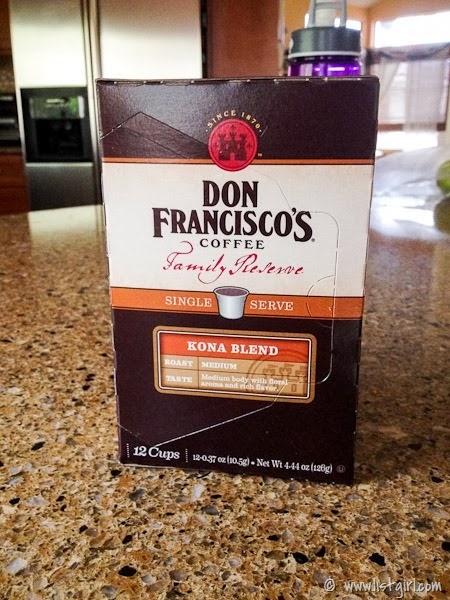 SINCE 1870
DON
FRANCISCO'S®
COFFEE
Family Reserve
SINGLE SERVE
KONA BLEND
ROAST MEDIUM
TASTE Medium body with floral
aroma and rich flavor.
12 Cups 12-0.37 oz (10.5g) • Net Wt 4.44 oz (126g) Ⓤ
© www.1stgirl.com